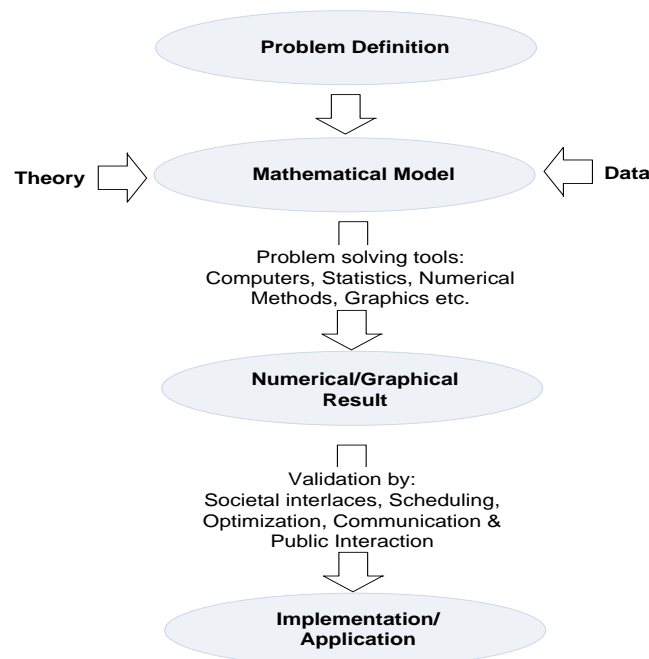 Problem Definition
Theory
Mathematical Model
Data
Problem solving tools:
Computers, Statistics, Numerical
Methods, Graphics etc.
Numerical/Graphical
Result
Validation by:
Societal interlaces, Scheduling,
Optimization, Communication &
Public Interaction
Implementation/
Application